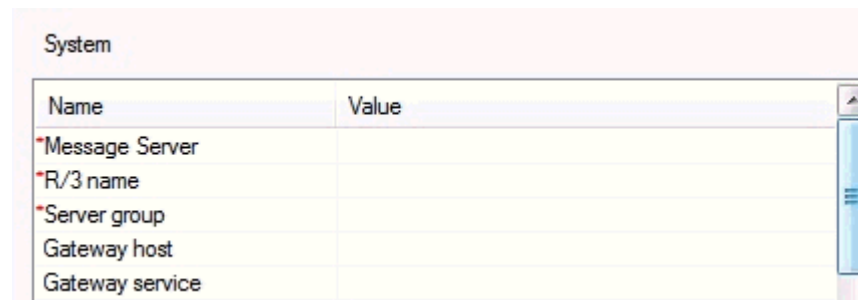 System
Name Value
*Message Server
*R/3 name
*Server group
Gateway host
Gateway service